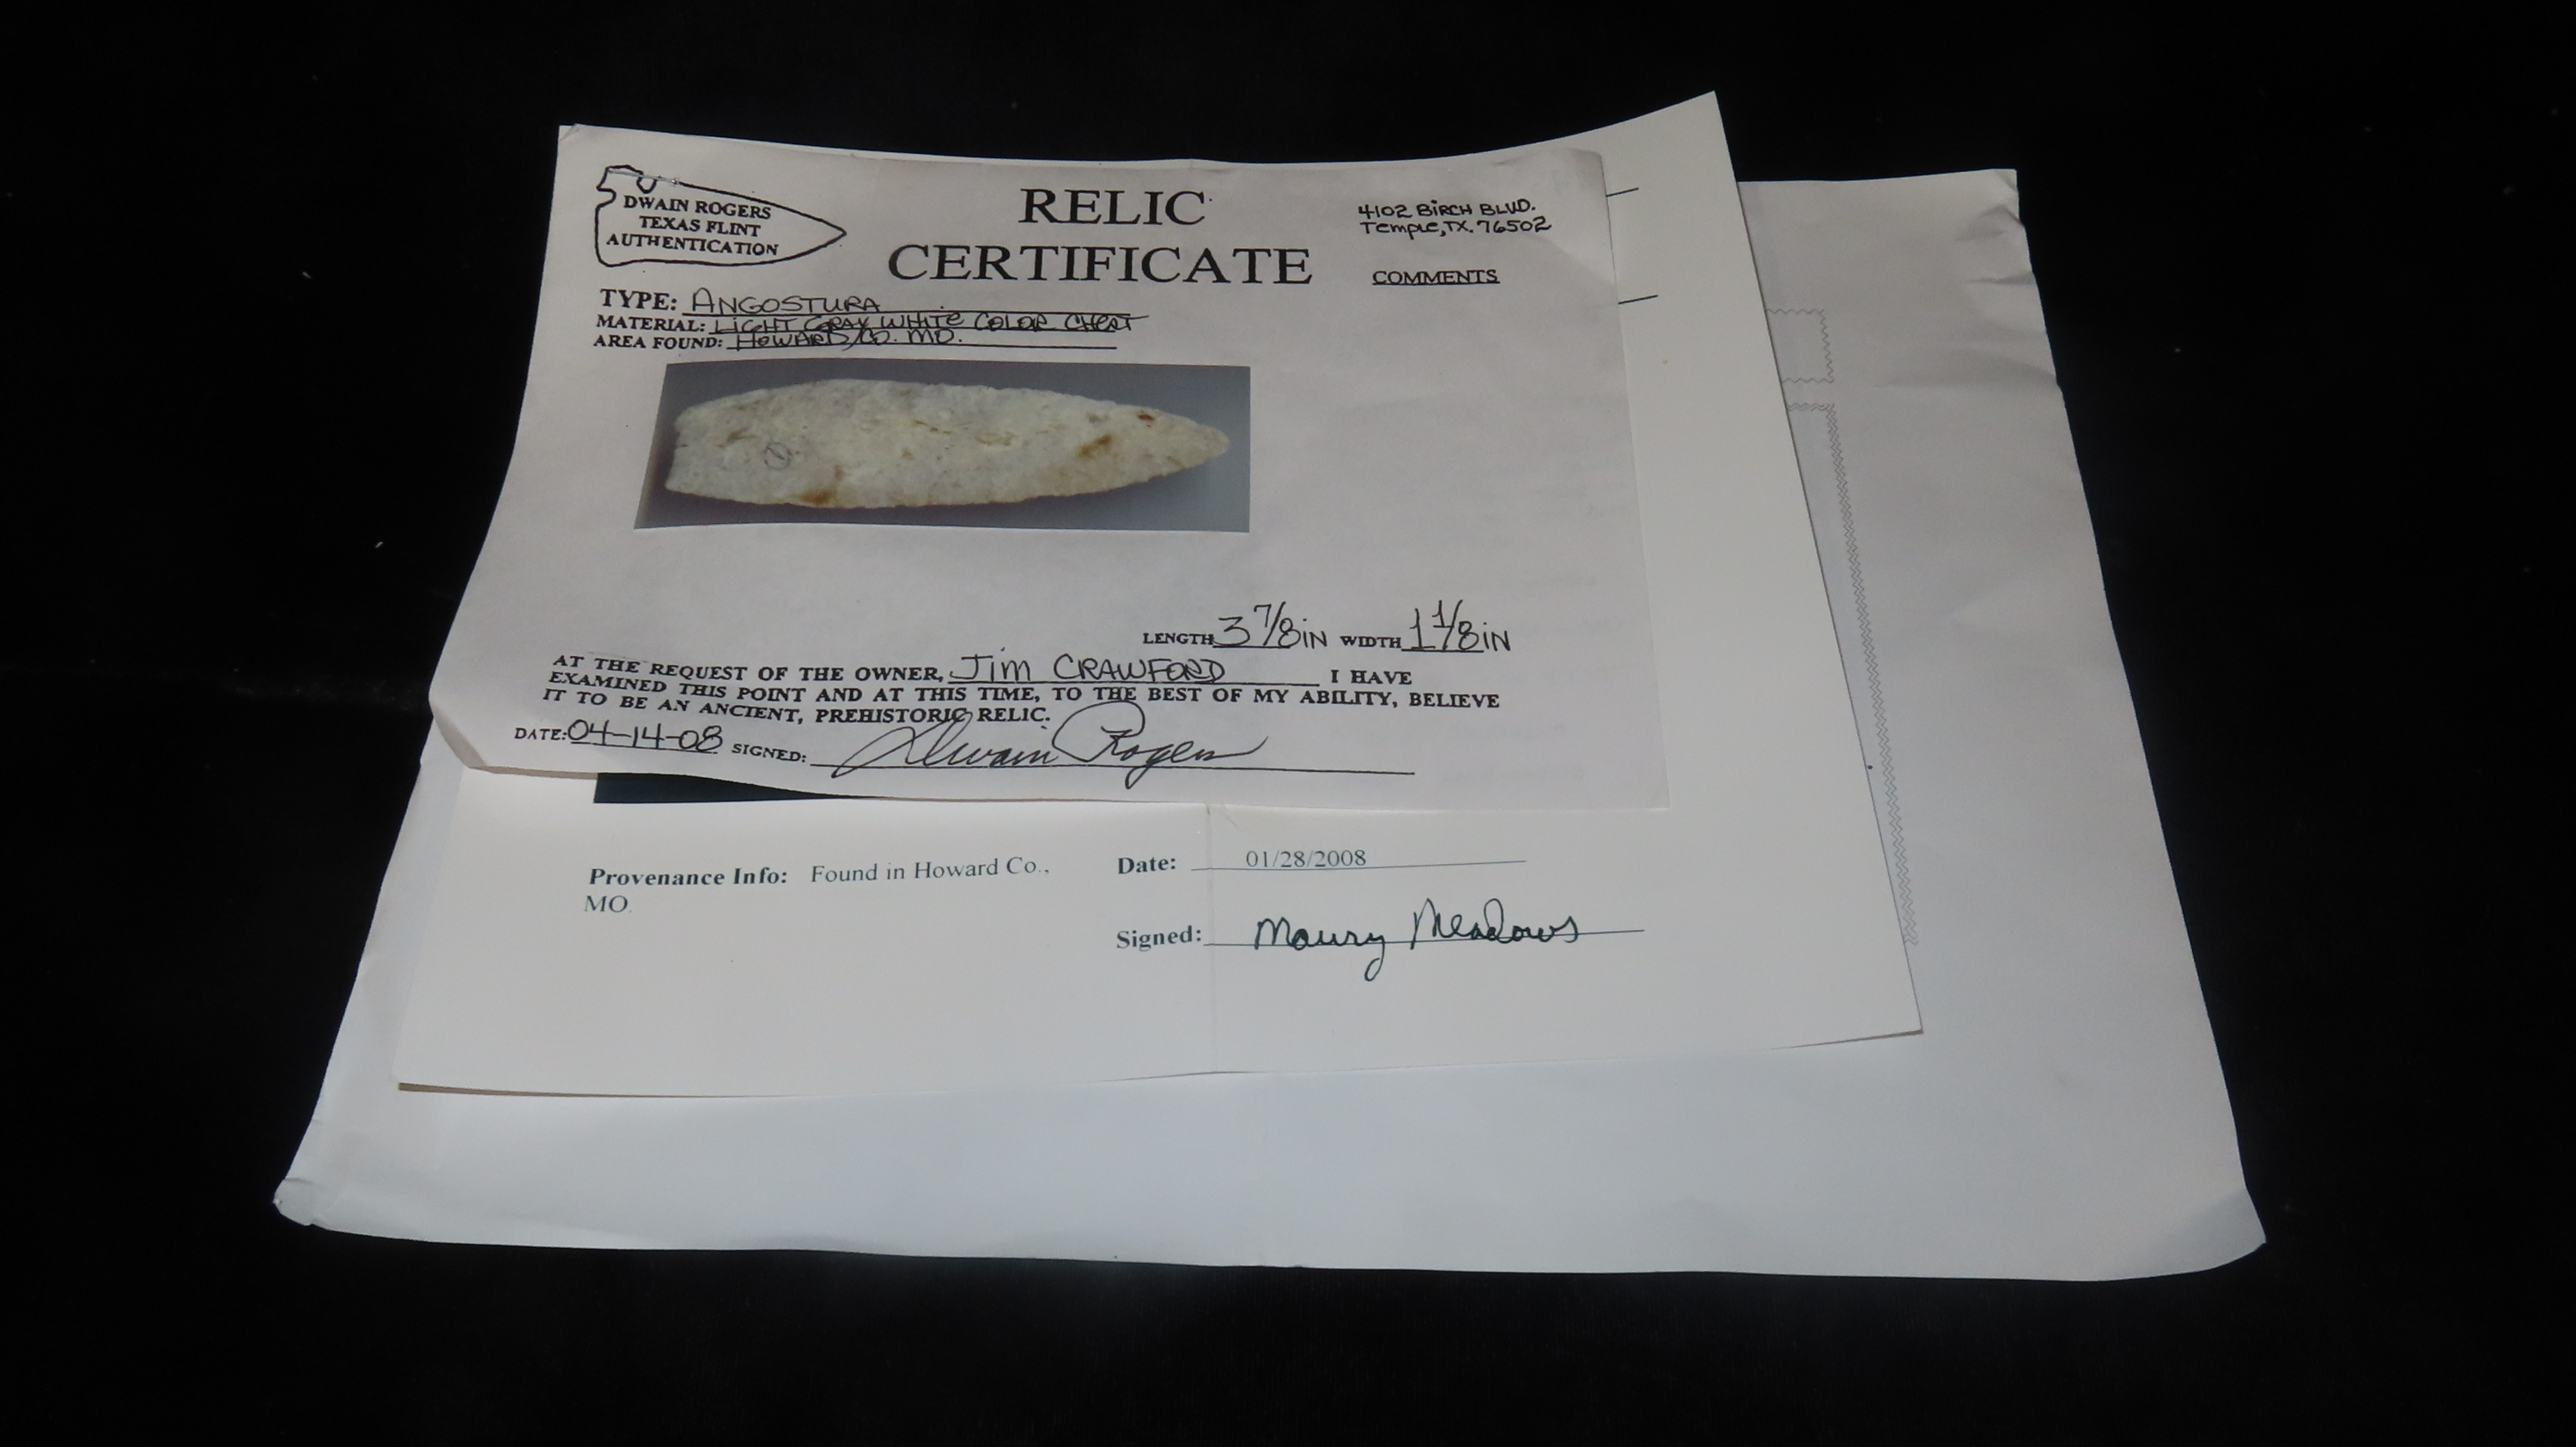 DWAIN ROGERS
TEXAS FLINT
AUTHENTICATION
RELIC
CERTIFICATE
4102 BIRCH BLVD.
Temple, TX. 76502
COMMENTS
TYPE: ANGOSTURA
MATERIAL: LIGHT GRAY WHITE COLOR CHERT
AREA FOUND: HOWARD CO. MO.
LENGTH 3 7/8 IN WIDTH 1 1/8 IN
AT THE REQUEST OF THE OWNER, JIM CRAWFORD I HAVE
EXAMINED THIS POINT AND AT THIS TIME, TO THE BEST OF MY ABILITY, BELIEVE
IT TO BE AN ANCIENT, PREHISTORIC RELIC.
DATE: 04-14-08 SIGNED: Dwain Rogers
Provenance Info: Found in Howard Co.,
MO.
Date: 01/28/2008
Signed: Maury Meadows